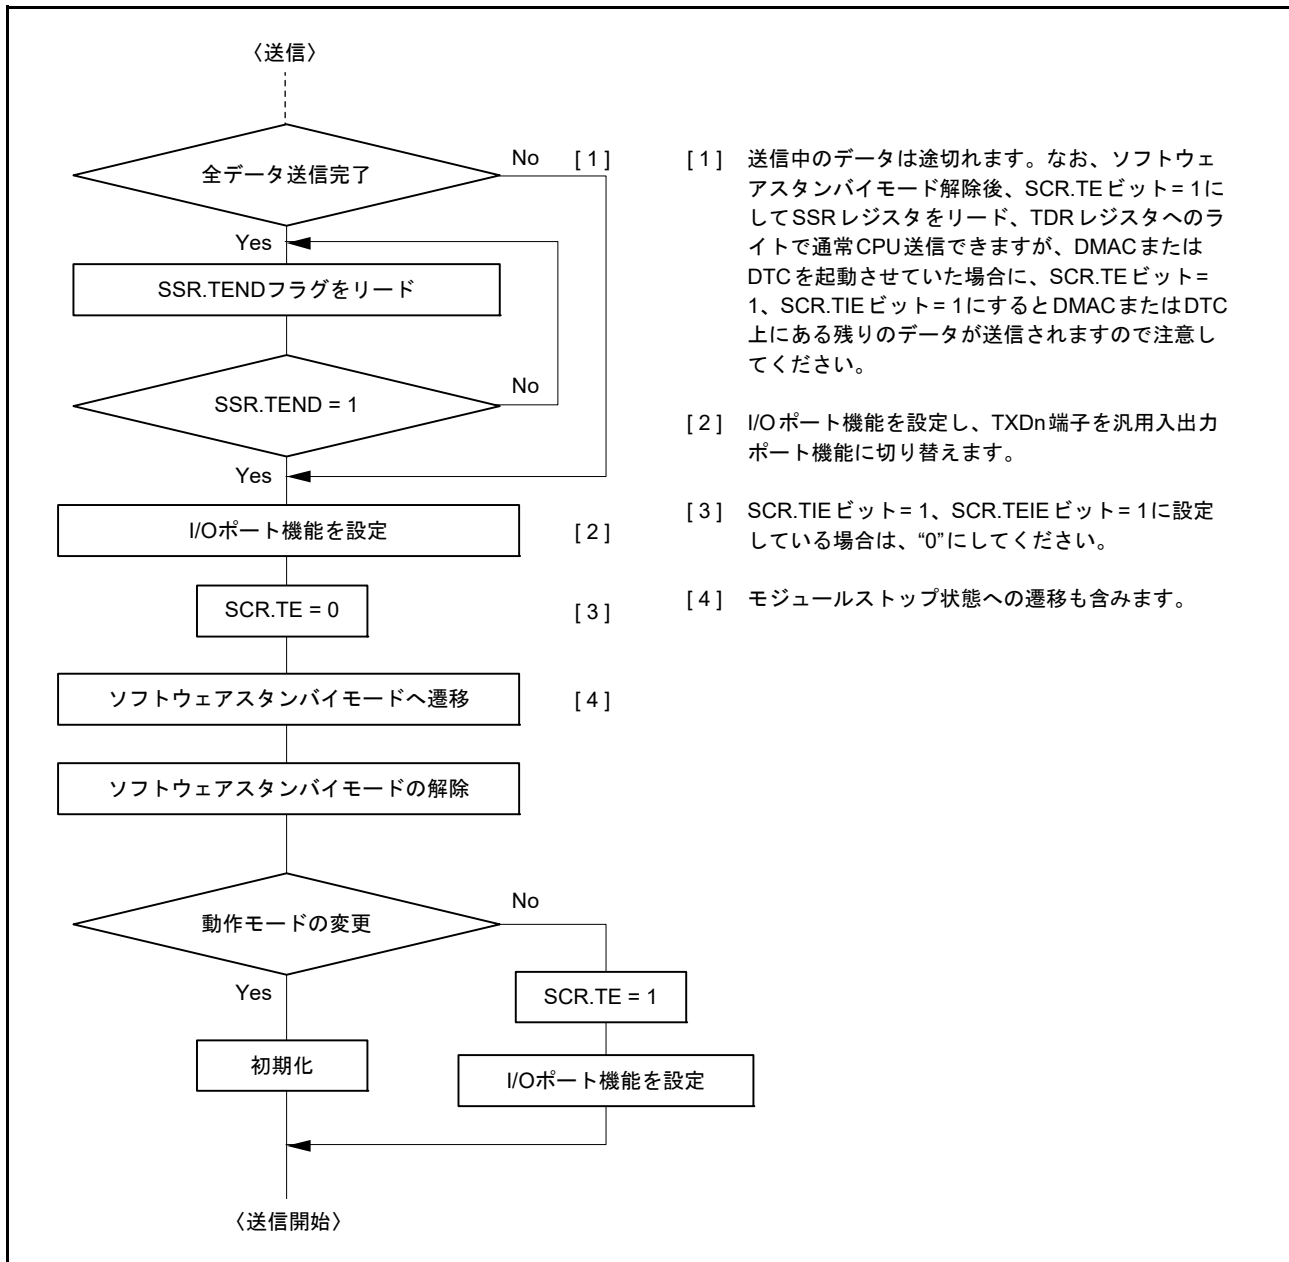 〈送信〉
全データ送信完了
No [ 1 ]
Yes
SSR.TENDフラグをリード
SSR.TEND = 1
No
Yes
I/Oポート機能を設定 [ 2 ]
SCR.TE = 0 [ 3 ]
ソフトウェアスタンバイモードへ遷移 [ 4 ]
ソフトウェアスタンバイモードの解除
動作モードの変更
No
Yes
SCR.TE = 1
初期化
I/Oポート機能を設定
〈送信開始〉
[ 1 ] 送信中のデータは途切れます。なお、ソフトウェ
アスタンバイモード解除後、SCR.TEビット= 1に
してSSRレジスタをリード、TDRレジスタへのラ
イトで通常CPU送信できますが、DMACまたは
DTCを起動させていた場合に、SCR.TEビット=
1、SCR.TIEビット= 1にするとDMACまたはDTC
上にある残りのデータが送信されますので注意し
てください。
[ 2 ] I/Oポート機能を設定し、TXDn端子を汎用入出力
ポート機能に切り替えます。
[ 3 ] SCR.TIEビット= 1、SCR.TEIEビット= 1に設定
している場合は、“0”にしてください。
[ 4 ] モジュールストップ状態への遷移も含みます。